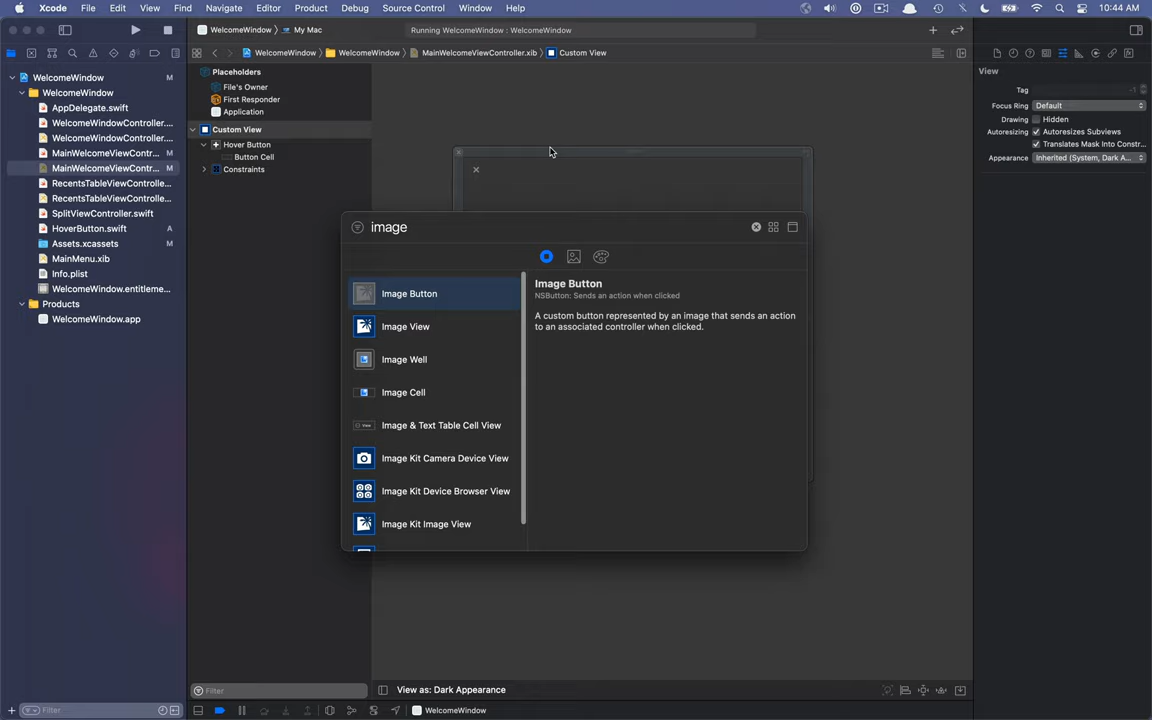 Xcode File Edit View Find Navigate Editor Product Debug Source Control Window Help 10:44 AM
WelcomeWindow My Mac Running WelcomeWindow : WelcomeWindow
WelcomeWindow WelcomeWindow MainWelcomeViewController.xib Custom View
WelcomeWindow M
WelcomeWindow
AppDelegate.swift
WelcomeWindowController....
WelcomeWindowController....
MainWelcomeViewContr... M
MainWelcomeViewContr... M
RecentsTableViewControlle...
RecentsTableViewControlle...
SplitViewController.swift
HoverButton.swift A
Assets.xcassets M
MainMenu.xib
Info.plist
WelcomeWindow.entitleme...
Products
WelcomeWindow.app
Filter
Placeholders
File's Owner
First Responder
Application
Custom View
Hover Button
Button Cell
Constraints
Filter
image
Image Button
Image View
Image Well
Image Cell
Image & Text Table Cell View
Image Kit Camera Device View
Image Kit Device Browser View
Image Kit Image View
Image Button
NSButton: Sends an action when clicked
A custom button represented by an image that sends an action
to an associated controller when clicked.
View as: Dark Appearance
WelcomeWindow
View
Tag -1
Focus Ring Default
Drawing Hidden
Autoresizing Autoresizes Subviews
Translates Mask Into Constr...
Appearance Inherited (System, Dark A...